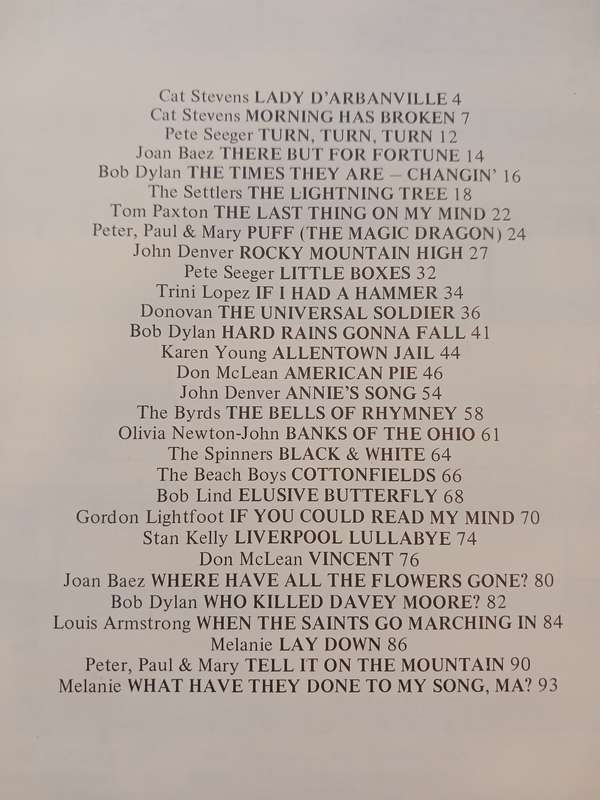 Cat Stevens LADY D'ARBANVILLE 4
Cat Stevens MORNING HAS BROKEN 7
Pete Seeger TURN, TURN, TURN 12
Joan Baez THERE BUT FOR FORTUNE 14
Bob Dylan THE TIMES THEY ARE – CHANGIN' 16
The Settlers THE LIGHTNING TREE 18
Tom Paxton THE LAST THING ON MY MIND 22
Peter, Paul & Mary PUFF (THE MAGIC DRAGON) 24
John Denver ROCKY MOUNTAIN HIGH 27
Pete Seeger LITTLE BOXES 32
Trini Lopez IF I HAD A HAMMER 34
Donovan THE UNIVERSAL SOLDIER 36
Bob Dylan HARD RAINS GONNA FALL 41
Karen Young ALLENTOWN JAIL 44
Don McLean AMERICAN PIE 46
John Denver ANNIE'S SONG 54
The Byrds THE BELLS OF RHYMNEY 58
Olivia Newton-John BANKS OF THE OHIO 61
The Spinners BLACK & WHITE 64
The Beach Boys COTTONFIELDS 66
Bob Lind ELUSIVE BUTTERFLY 68
Gordon Lightfoot IF YOU COULD READ MY MIND 70
Stan Kelly LIVERPOOL LULLABYE 74
Don McLean VINCENT 76
Joan Baez WHERE HAVE ALL THE FLOWERS GONE? 80
Bob Dylan WHO KILLED DAVEY MOORE? 82
Louis Armstrong WHEN THE SAINTS GO MARCHING IN 84
Melanie LAY DOWN 86
Peter, Paul & Mary TELL IT ON THE MOUNTAIN 90
Melanie WHAT HAVE THEY DONE TO MY SONG, MA? 93